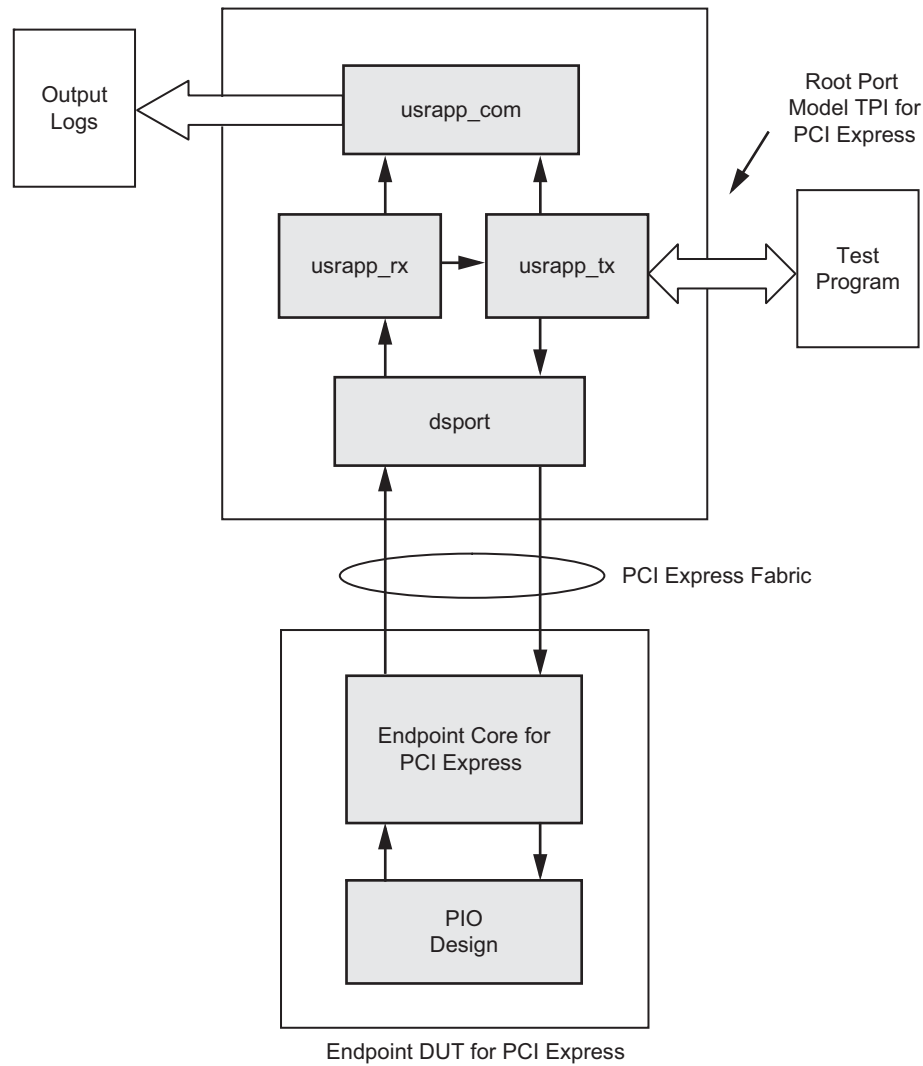 Output
Logs
usrapp_com
Root Port
Model TPI for
PCI Express
usrapp_rx
usrapp_tx
Test
Program
dsport
PCI Express Fabric
Endpoint Core for
PCI Express
PIO
Design
Endpoint DUT for PCI Express